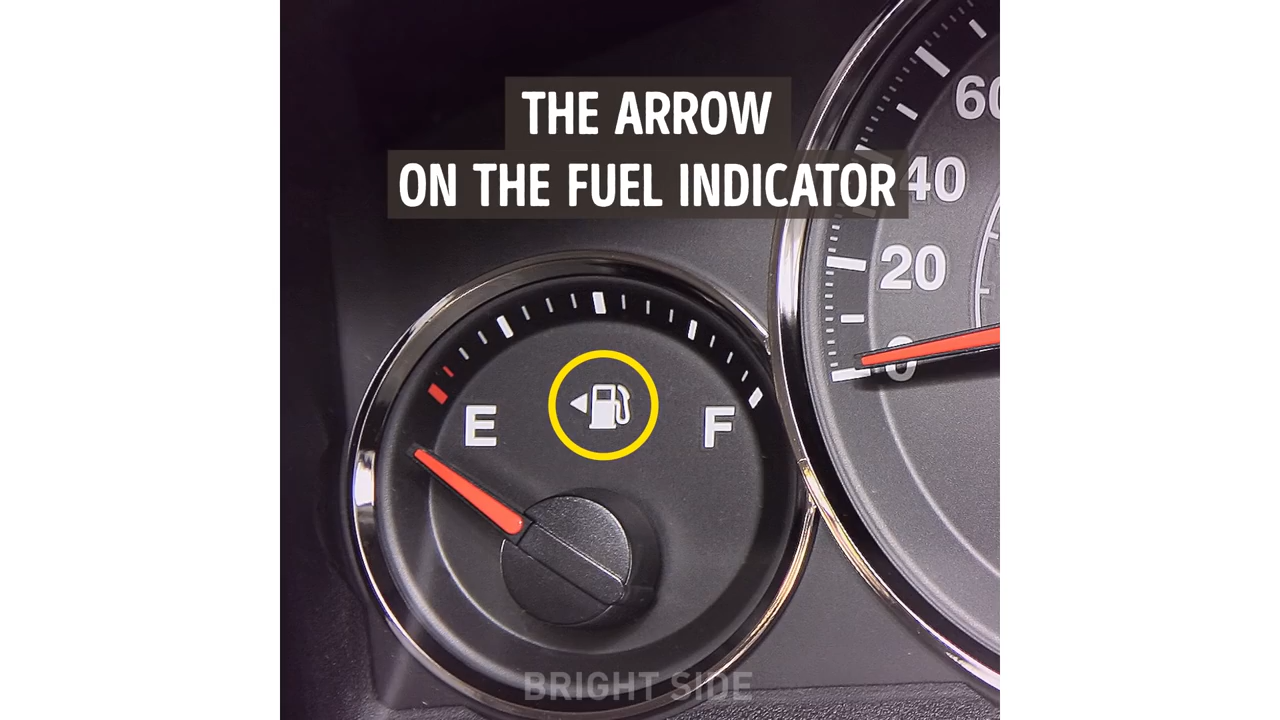 THE ARROW
ON THE FUEL INDICATOR
60
40
20
0
E
F
BRIGHT SIDE